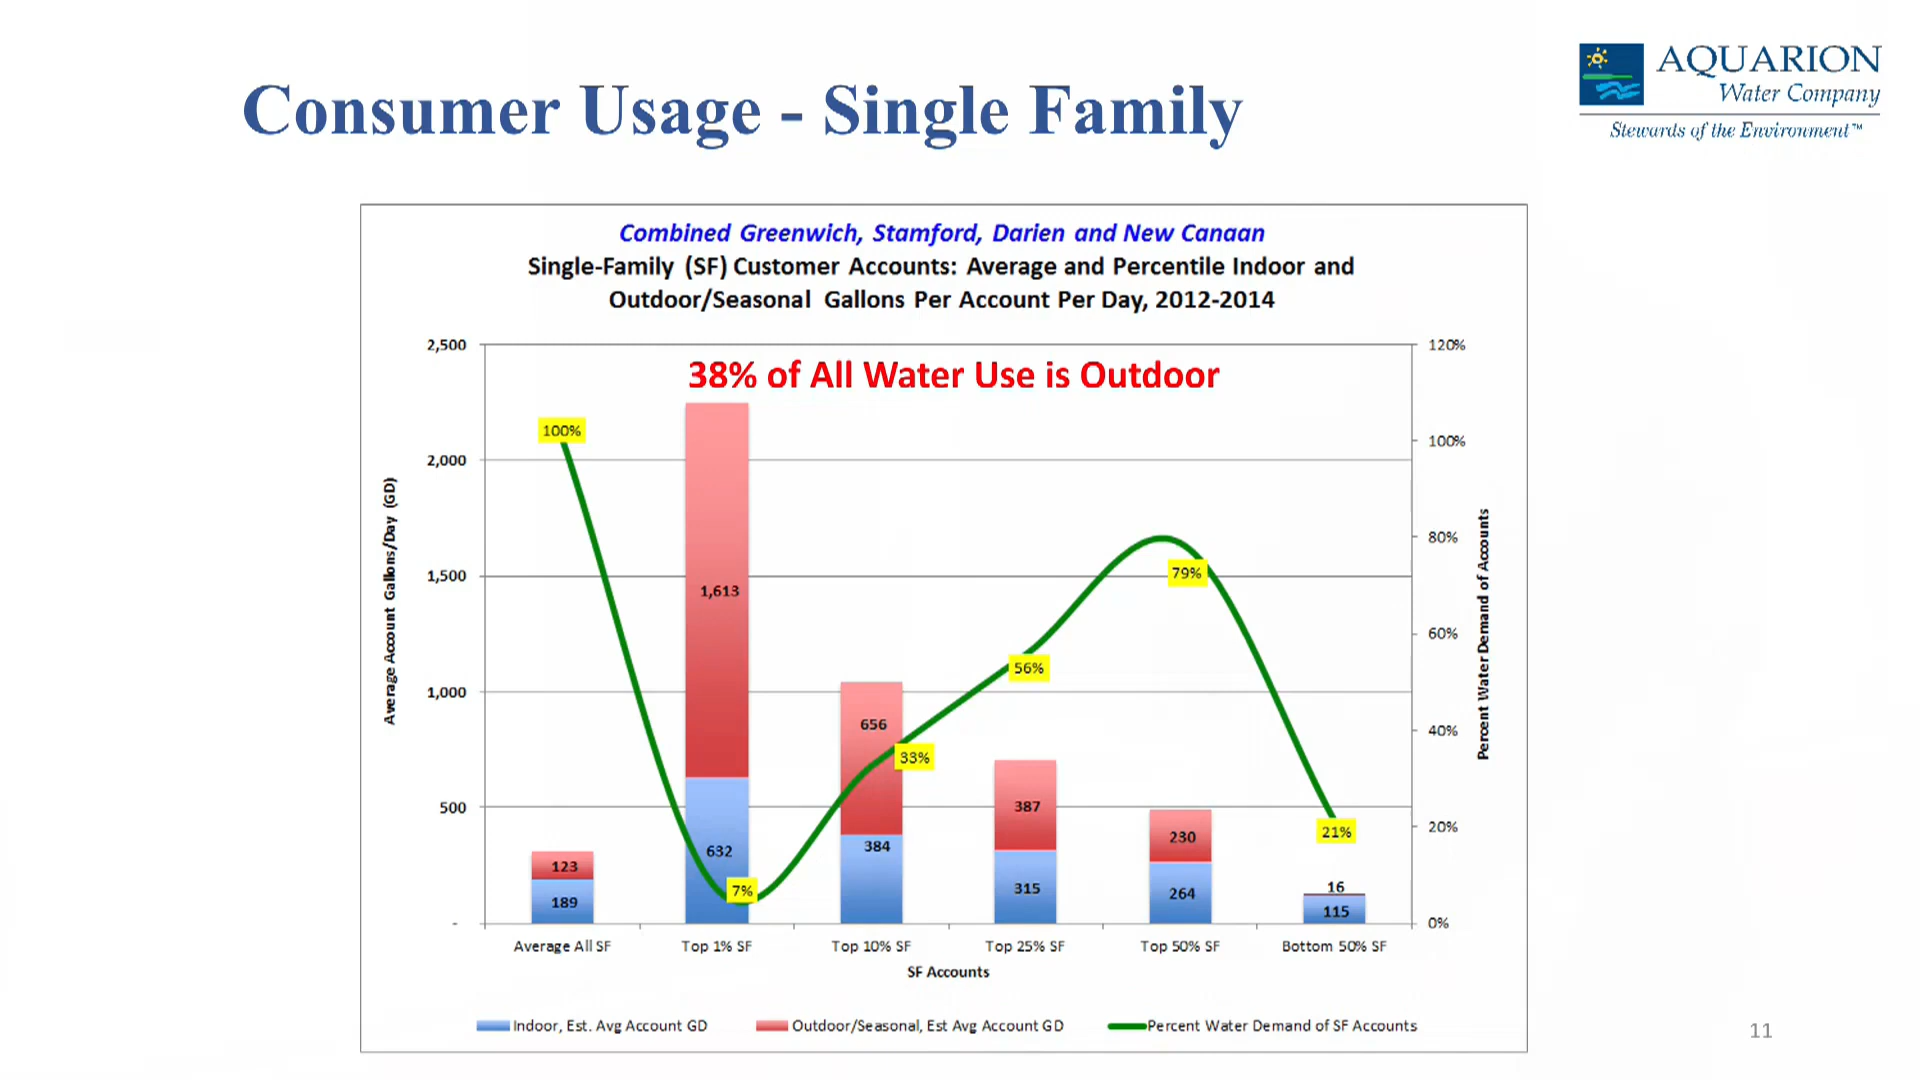 AQUARION
Water Company
Stewards of the Environment™
Consumer Usage - Single Family
Combined Greenwich, Stamford, Darien and New Canaan
Single-Family (SF) Customer Accounts: Average and Percentile Indoor and
Outdoor/Seasonal Gallons Per Account Per Day, 2012-2014
38% of All Water Use is Outdoor
Average Account Gallons/Day (GD)
2,500
2,000
1,500
1,000
500
-
120%
100%
80%
60%
40%
20%
0%
Percent Water Demand of Accounts
100%
7%
33%
56%
79%
21%
123
189
1,613
632
656
384
387
315
230
264
16
115
Average All SF
Top 1% SF
Top 10% SF
Top 25% SF
Top 50% SF
Bottom 50% SF
SF Accounts
Indoor, Est. Avg Account GD
Outdoor/Seasonal, Est Avg Account GD
Percent Water Demand of SF Accounts
11